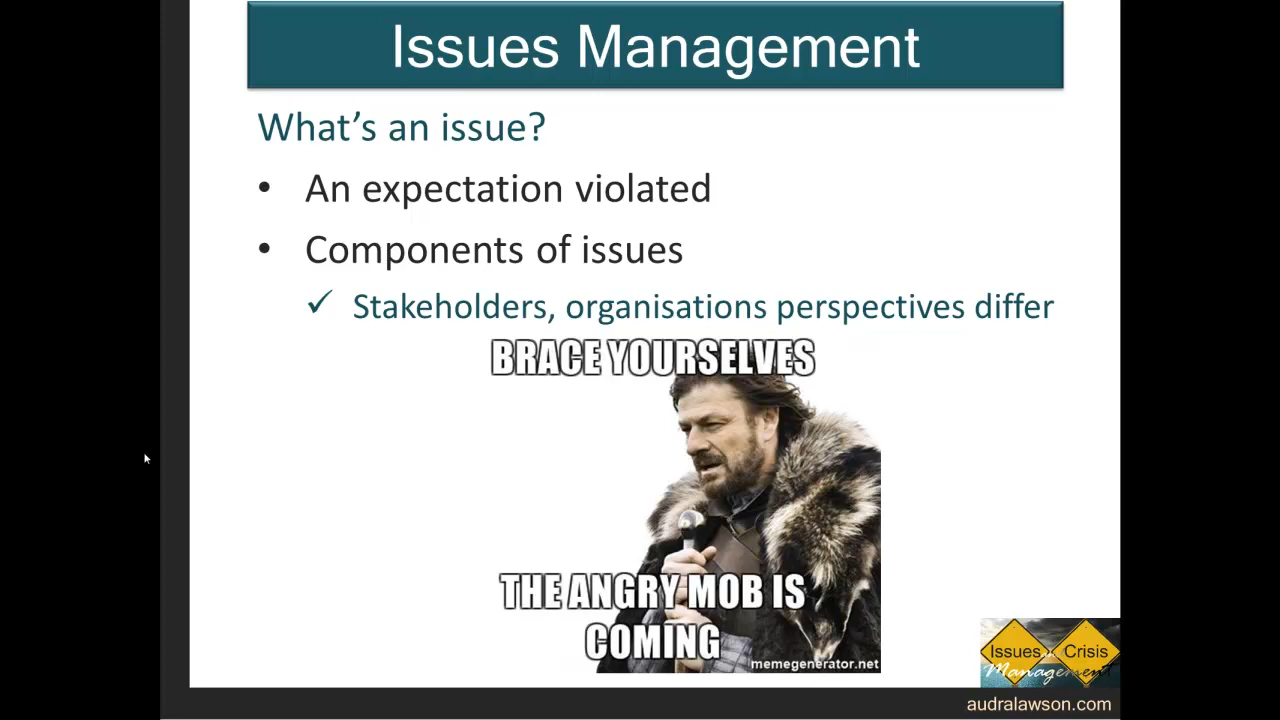 Issues Management
What's an issue?
• An expectation violated
• Components of issues
✓ Stakeholders, organisations perspectives differ
BRACE YOURSELVES
THE ANGRY MOB IS
COMING
memegenerator.net
Issues Crisis
Management
audralawson.com